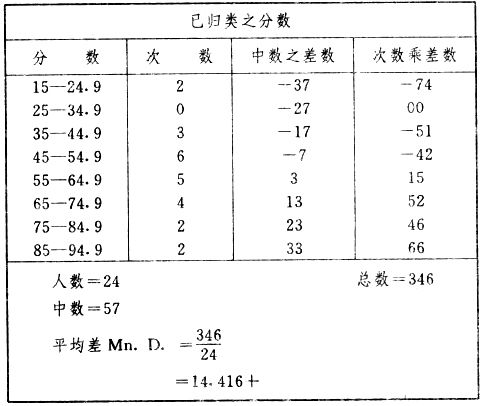 已归类之分数
分 数 次 数 中数之差数 次数乘差数
15—24.9 2 —37 —74
25—34.9 0 —27 00
35—44.9 3 —17 —51
45—54.9 6 —7 —42
55—64.9 5 3 15
65—74.9 4 13 52
75—84.9 2 23 46
85—94.9 2 33 66
人数=24 总数=346
中数=57
平均差 Mn. D. =346/24
=14.416+